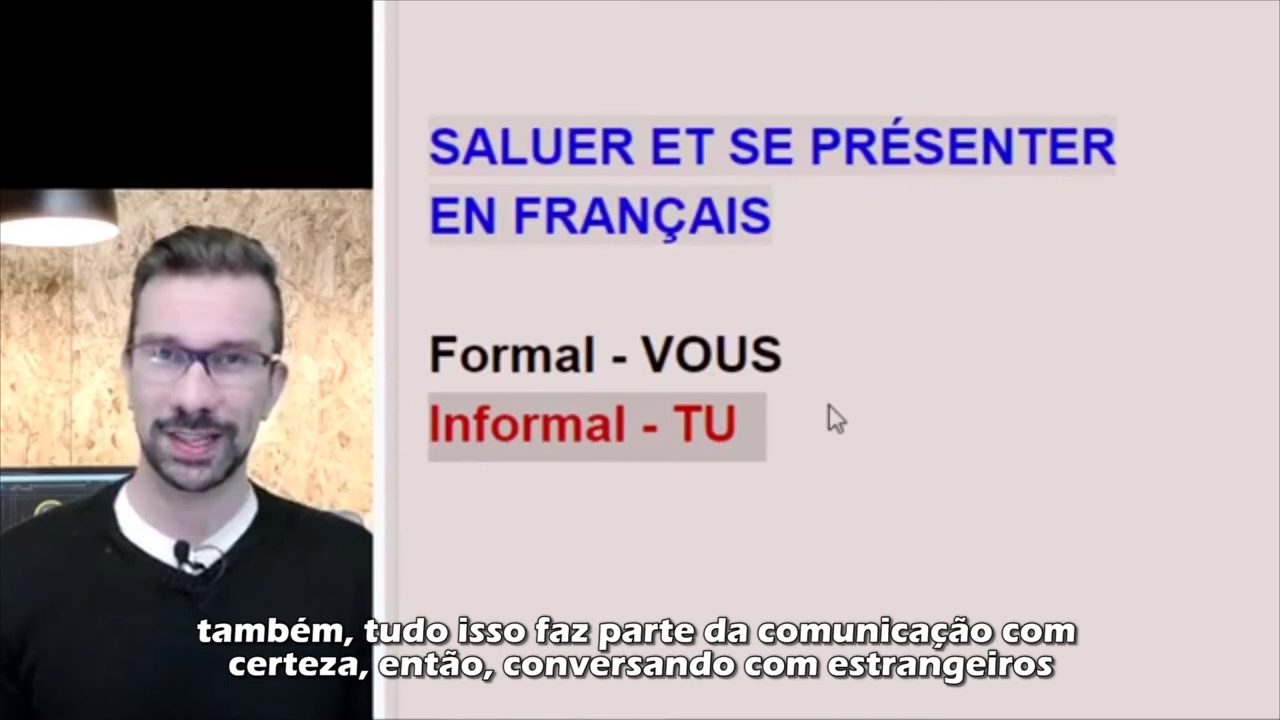 SALUER ET SE PRÉSENTER
EN FRANÇAIS
Formal - VOUS
Informal - TU
também, tudo isso faz parte da comunicação com
certeza, então, conversando com estrangeiros